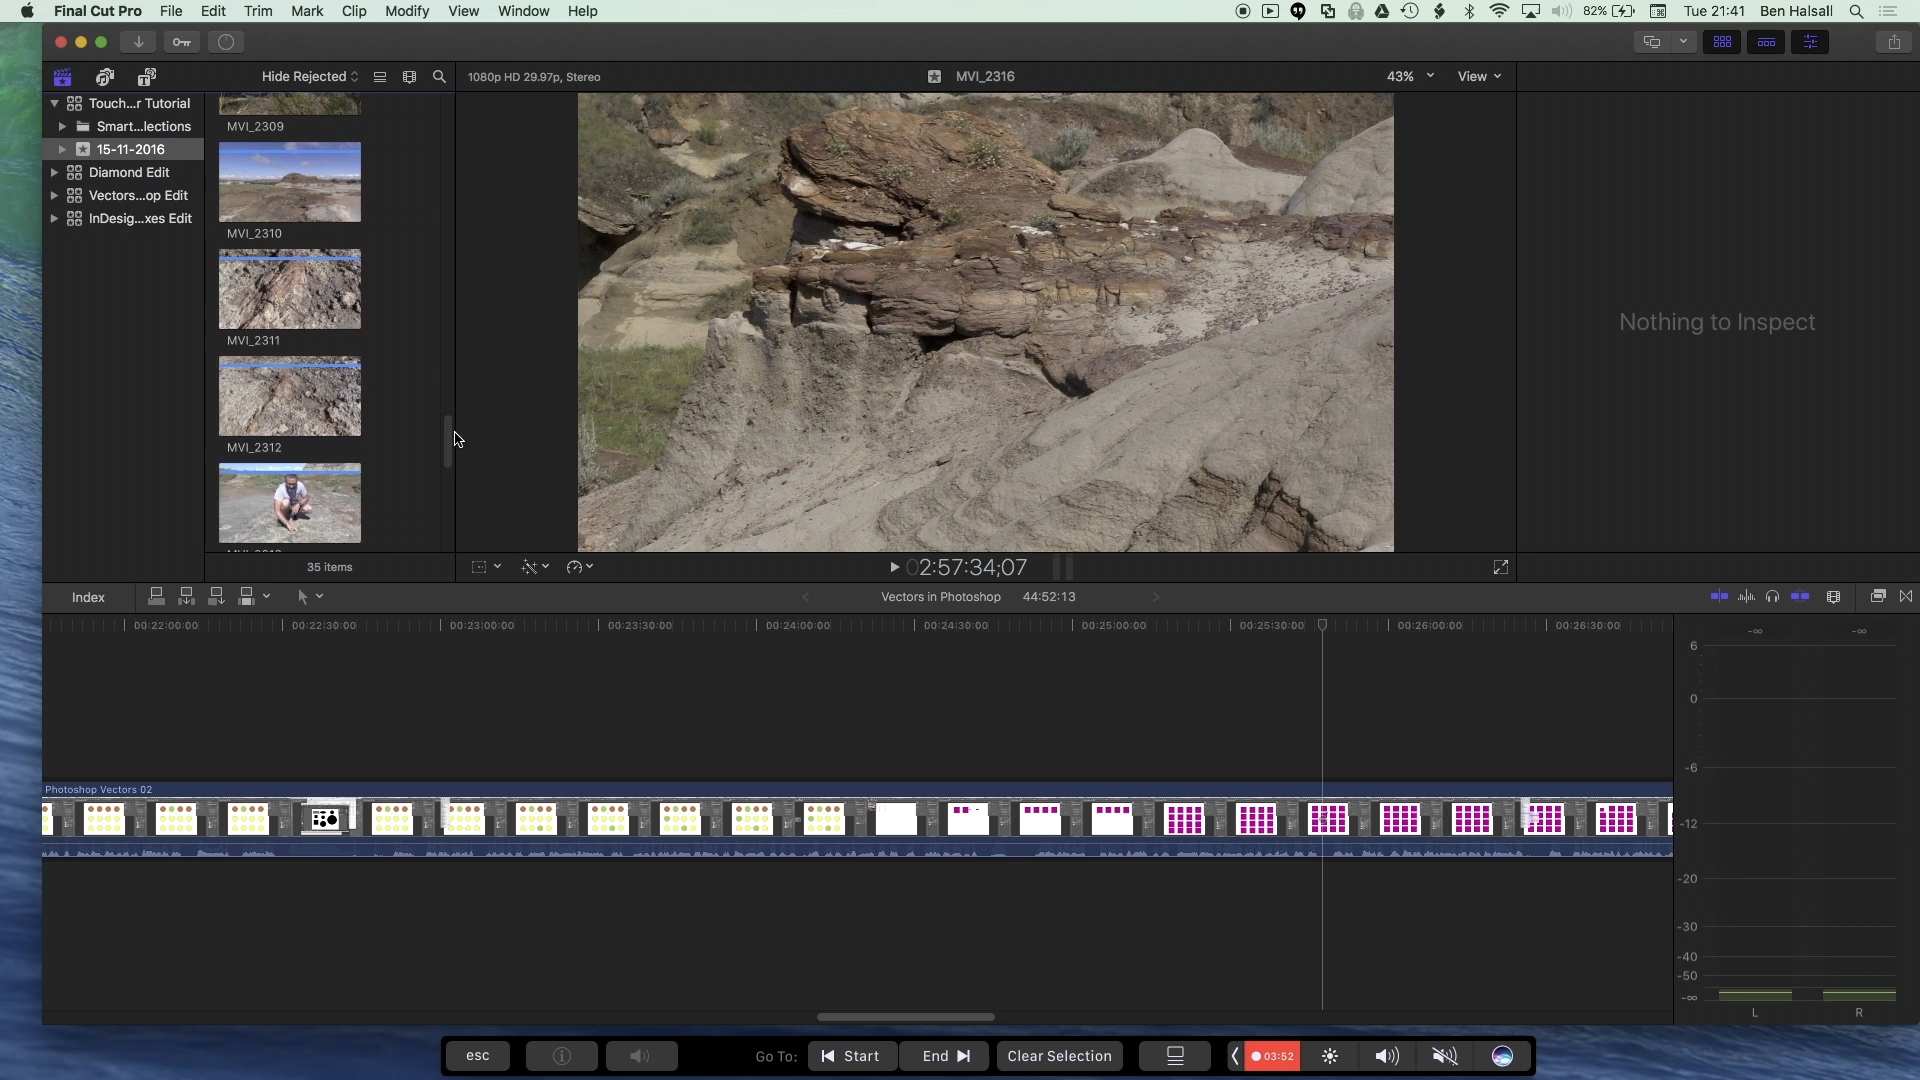 Final Cut Pro File Edit Trim Mark Clip Modify View Window Help 82% Tue 21:41 Ben Halsall
Hide Rejected 1080p HD 29.97p, Stereo MVI_2316 43% View
Touch...r Tutorial
Smart...lections
15-11-2016
Diamond Edit
Vectors...op Edit
InDesig...xes Edit
MVI_2309
MVI_2310
MVI_2311
MVI_2312
35 items
02:57:34;07
Nothing to Inspect
Index Vectors in Photoshop 44:52:13
00:22:00:00 00:22:30:00 00:23:00:00 00:23:30:00 00:24:00:00 00:24:30:00 00:25:00:00 00:25:30:00 00:26:00:00 00:26:30:00
Photoshop Vectors 02
-∞ -∞
6
0
-6
-12
-20
-30
-40
-50
-∞
L R
esc Go To: Start End Clear Selection 03:52